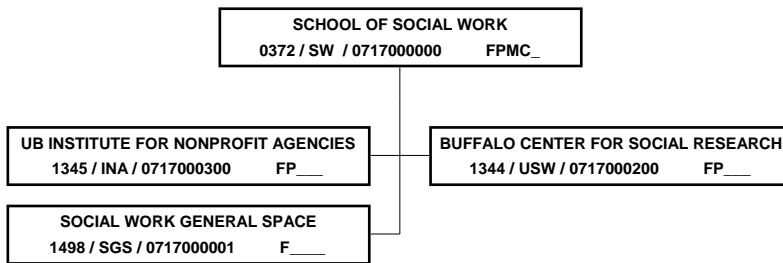 SCHOOL OF SOCIAL WORK
0372 / SW / 0717000000 FPMC_
UB INSTITUTE FOR NONPROFIT AGENCIES
1345 / INA / 0717000300 FP___
BUFFALO CENTER FOR SOCIAL RESEARCH
1344 / USW / 0717000200 FP___
SOCIAL WORK GENERAL SPACE
1498 / SGS / 0717000001 F____